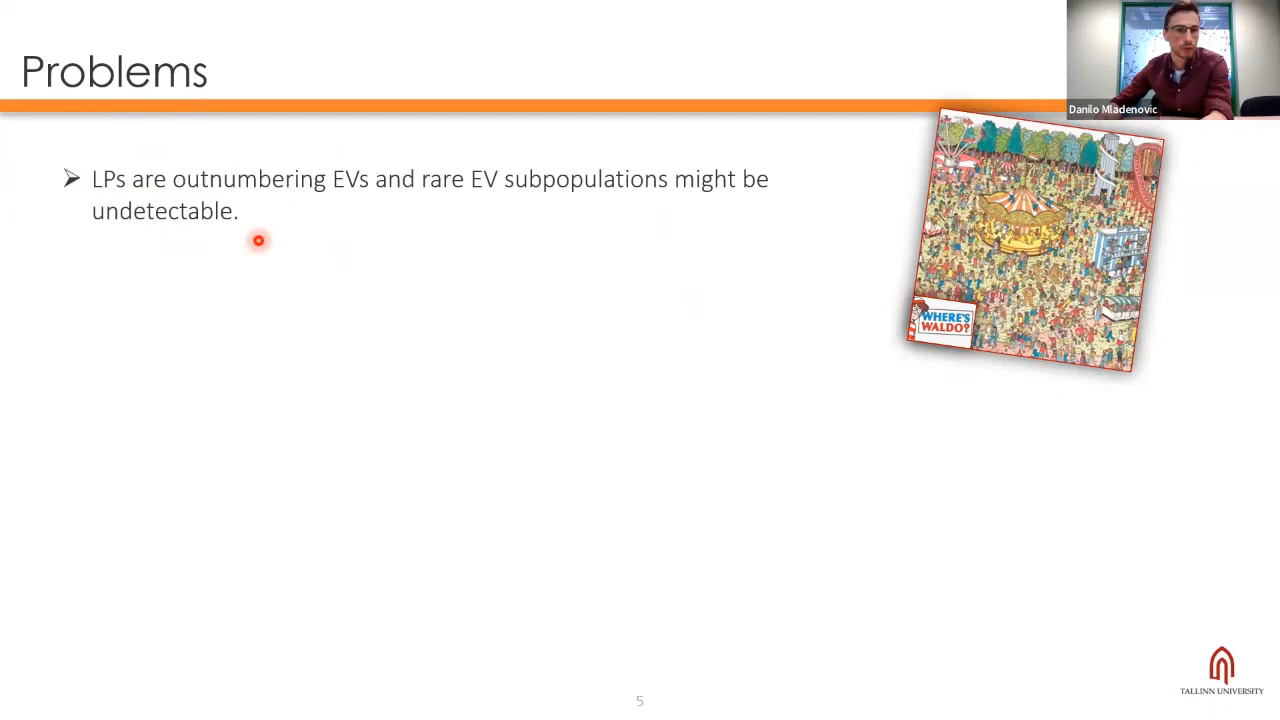 Problems
Danilo Mladenovic
LPs are outnumbering EVs and rare EV subpopulations might be
undetectable.
WHERE'S
WALDO?
TALLINN UNIVERSITY
5